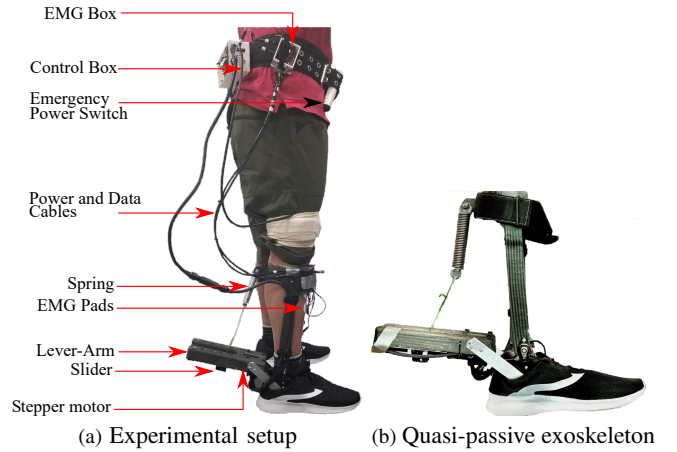 EMG Box
Control Box
Emergency
Power Switch
Power and Data
Cables
Spring
EMG Pads
Lever-Arm
Slider
Stepper motor
(a) Experimental setup
(b) Quasi-passive exoskeleton